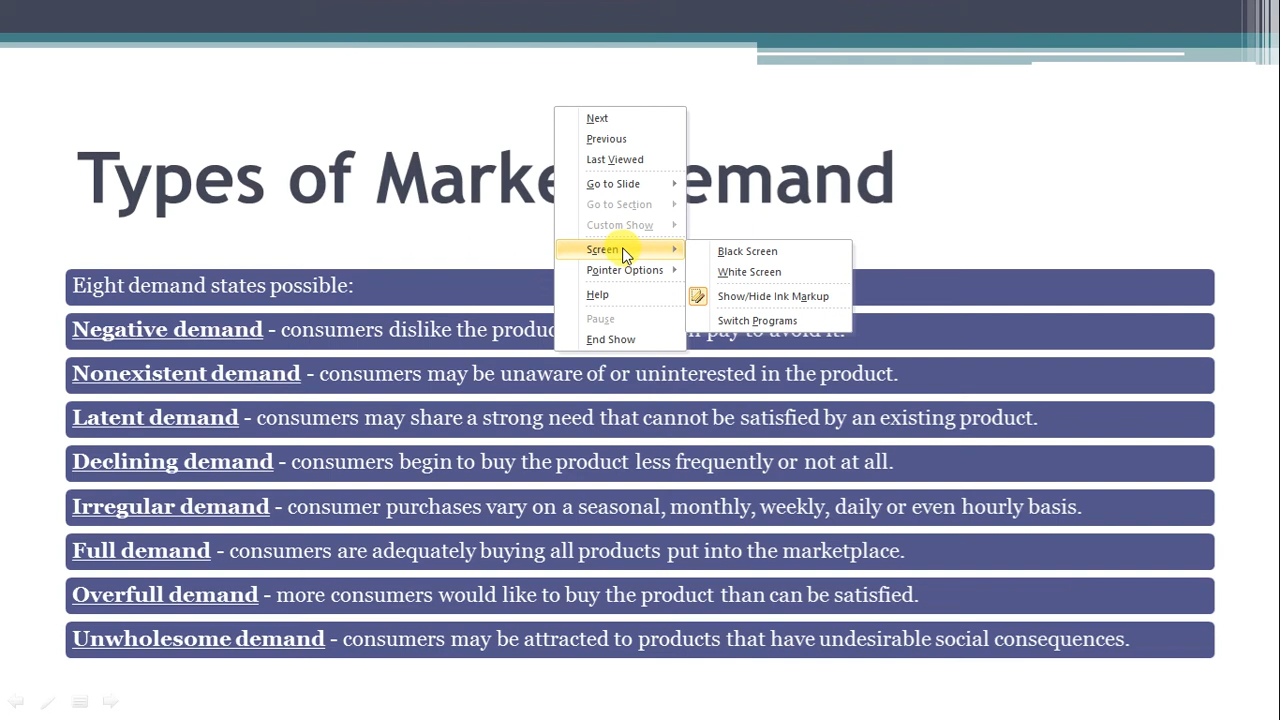 Types of Marke emand
Next
Previous
Last Viewed
Go to Slide
Go to Section
Custom Show
Screen
Pointer Options
Help
Pause
End Show
Black Screen
White Screen
Show/Hide Ink Markup
Switch Programs
Eight demand states possible:
Negative demand - consumers dislike the produc pay to avoid it.
Nonexistent demand - consumers may be unaware of or uninterested in the product.
Latent demand - consumers may share a strong need that cannot be satisfied by an existing product.
Declining demand - consumers begin to buy the product less frequently or not at all.
Irregular demand - consumer purchases vary on a seasonal, monthly, weekly, daily or even hourly basis.
Full demand - consumers are adequately buying all products put into the marketplace.
Overfull demand - more consumers would like to buy the product than can be satisfied.
Unwholesome demand - consumers may be attracted to products that have undesirable social consequences.